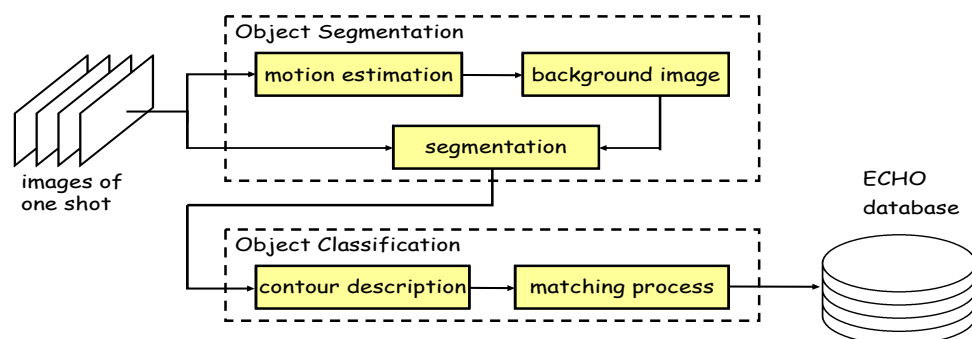 Object Segmentation
motion estimation
background image
segmentation
images of
one shot
ECHO
database
Object Classification
contour description
matching process